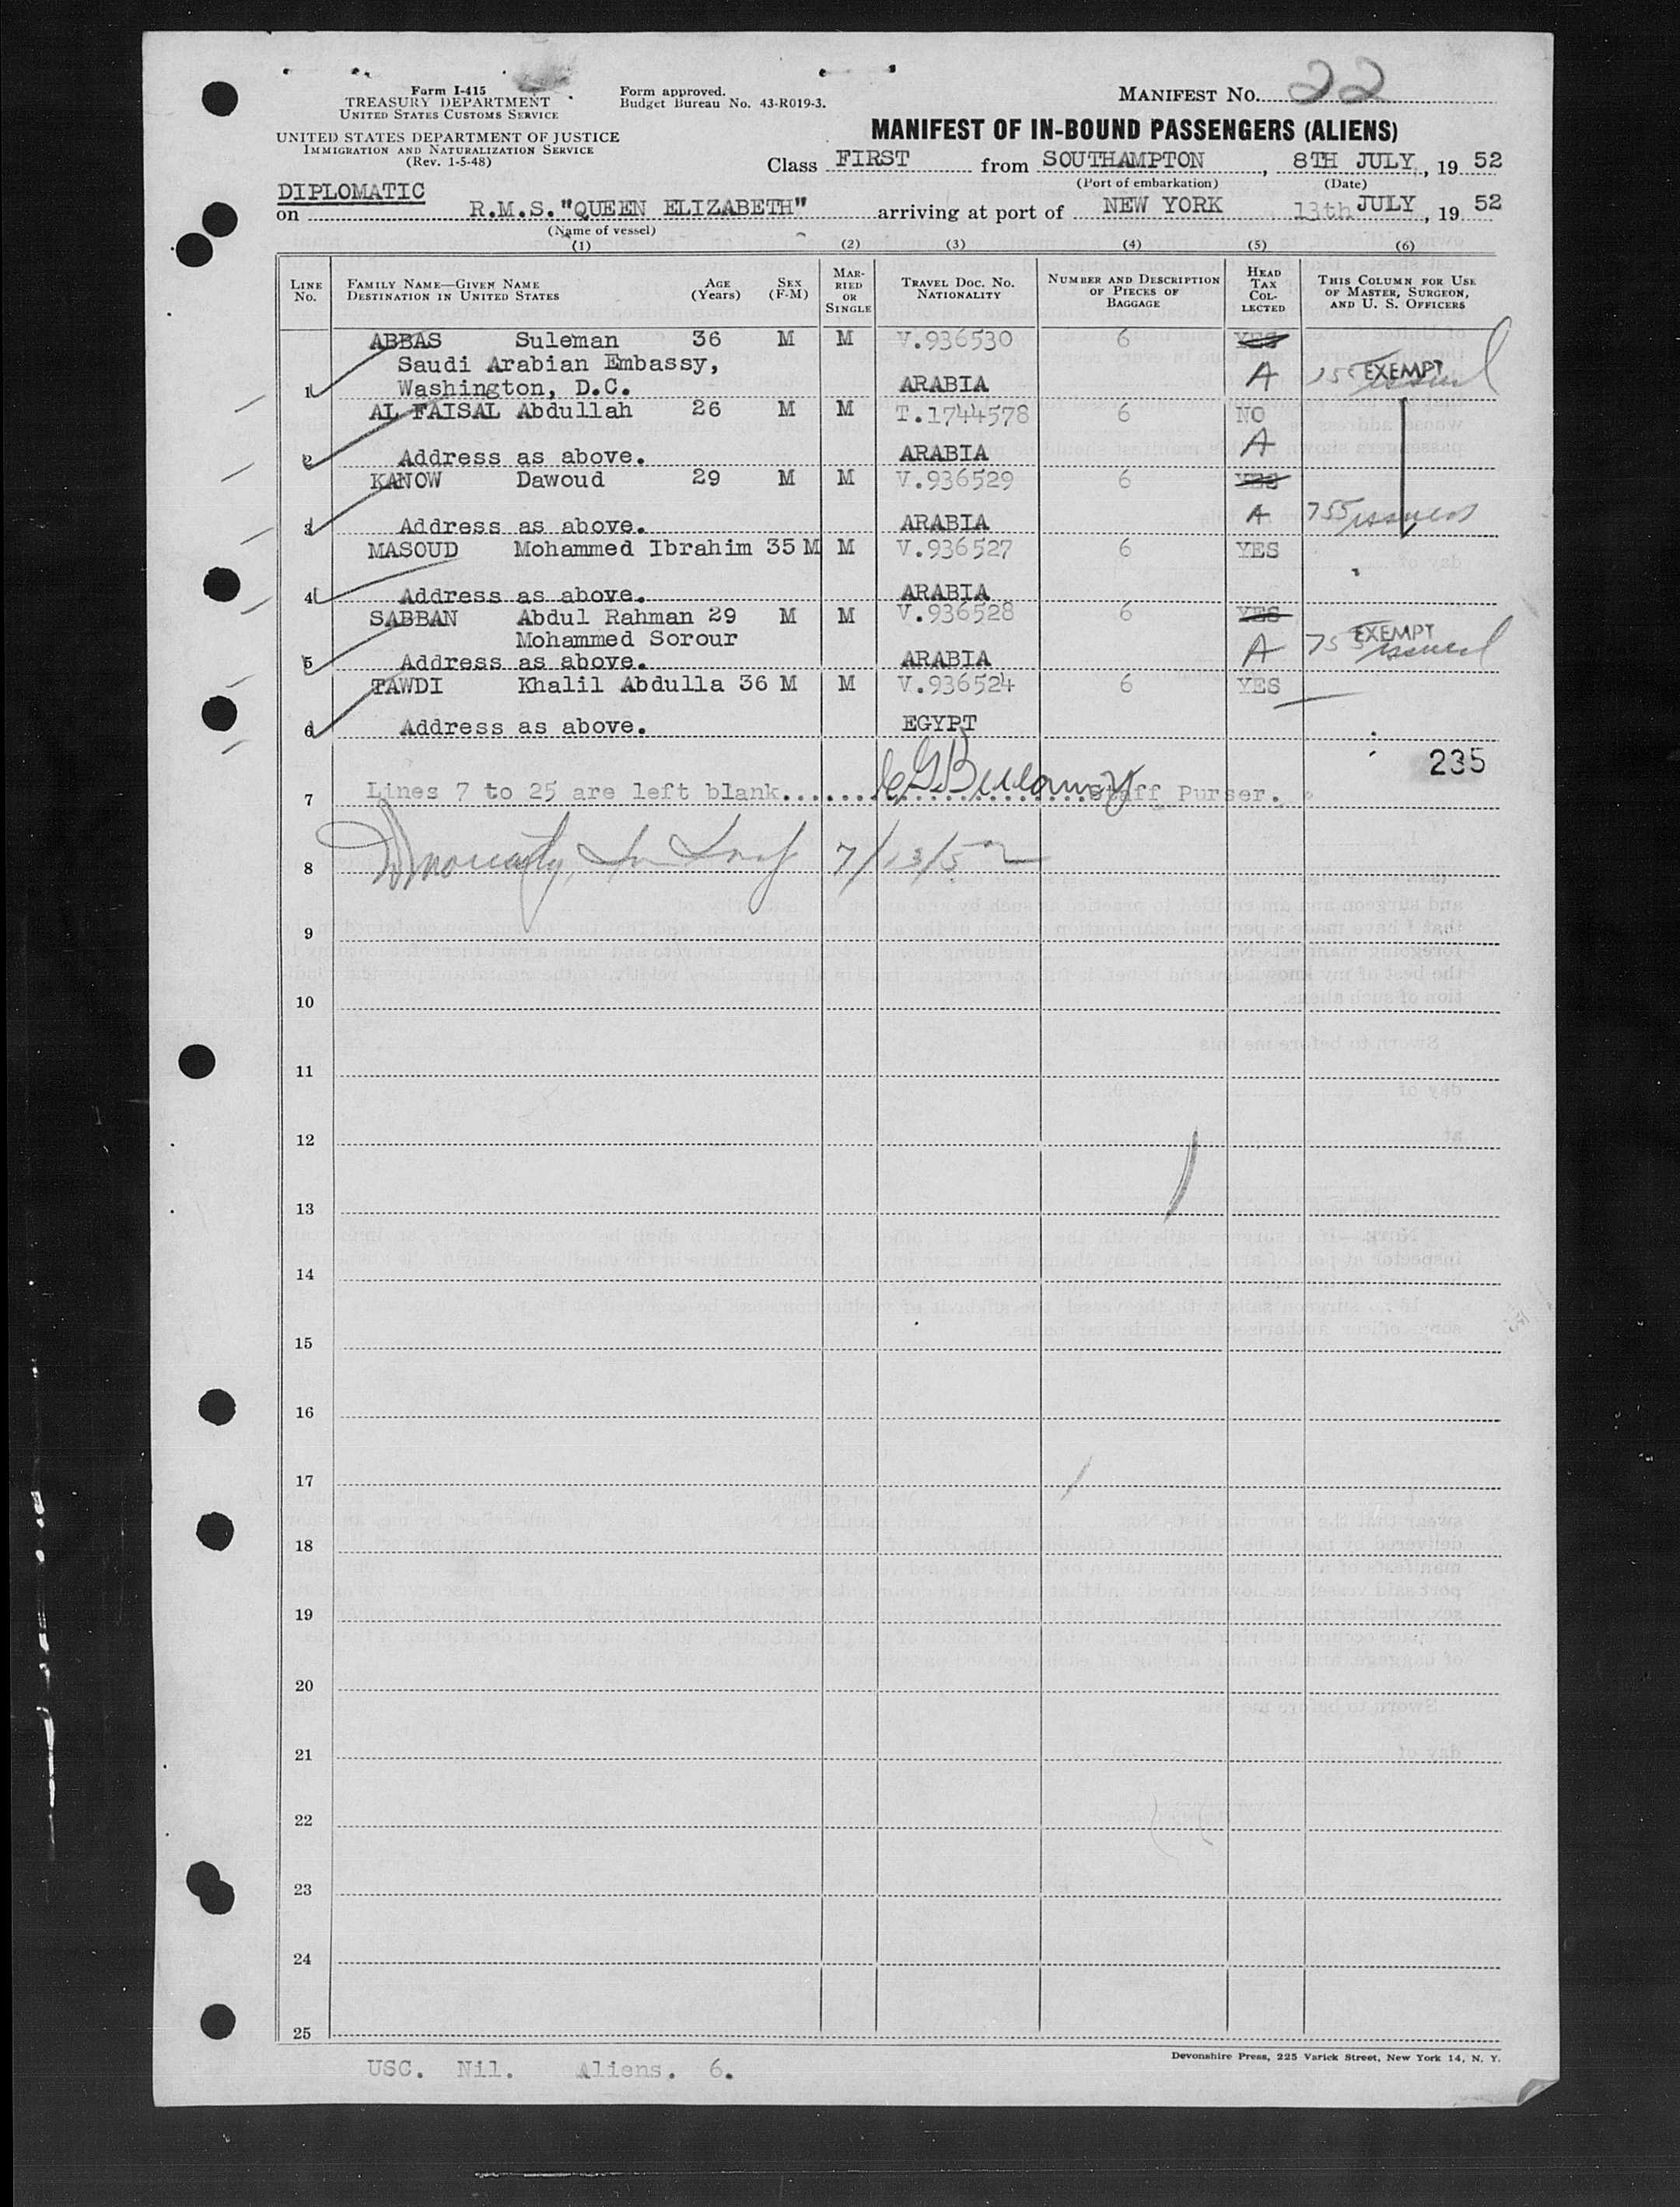 Form I-415
TREASURY DEPARTMENT
UNITED STATES CUSTOMS SERVICE
UNITED STATES DEPARTMENT OF JUSTICE
IMMIGRATION AND NATURALIZATION SERVICE
(Rev. 1-5-48)
Form approved.
Budget Bureau No. 43-R019-3.
MANIFEST NO. 22
MANIFEST OF IN-BOUND PASSENGERS (ALIENS)
Class FIRST from SOUTHAMPTON, 8TH JULY, 19 52
(Port of embarkation) (Date)
DIPLOMATIC
on R.M.S."QUEEN ELIZABETH" arriving at port of NEW YORK 13th JULY, 19 52
(Name of vessel)
(1) (2) (3) (4) (5) (6)
LINE NO. FAMILY NAME—GIVEN NAME DESTINATION IN UNITED STATES AGE (Years) SEX (F-M) MARRIED OR SINGLE TRAVEL DOC. NO. NATIONALITY NUMBER AND DESCRIPTION OF PIECES OF BAGGAGE HEAD TAX COLLECTED THIS COLUMN FOR USE OF MASTER, SURGEON, AND U. S. OFFICERS
ABBAS Suleman 36 M M V.936530 6 YES
Saudi Arabian Embassy, A EXEMPT issued
1 Washington, D.C. ARABIA
AL FAISAL Abdullah 26 M M T.1744578 6 NO
A
2 Address as above. ARABIA
KANOW Dawoud 29 M M V.936529 6 YES
3 Address as above. ARABIA A 755 issued
MASOUD Mohammed Ibrahim 35 M M V.936527 6 YES
4 Address as above. ARABIA
SABBAN Abdul Rahman 29 M M V.936528 6 YES
Mohammed Sorour EXEMPT
5 Address as above. ARABIA A 755 issued
TAWDI Khalil Abdulla 36 M M V.936524 6 YES
6 Address as above. EGYPT
235
7 Lines 7 to 25 are left blank. Staff Purser.
8 7/13/52
9
10
11
12
13
14
15
16
17
18
19
20
21
22
23
24
25
Devonshire Press, 225 Varick Street, New York 14, N. Y.
USC. Nil. Aliens. 6.